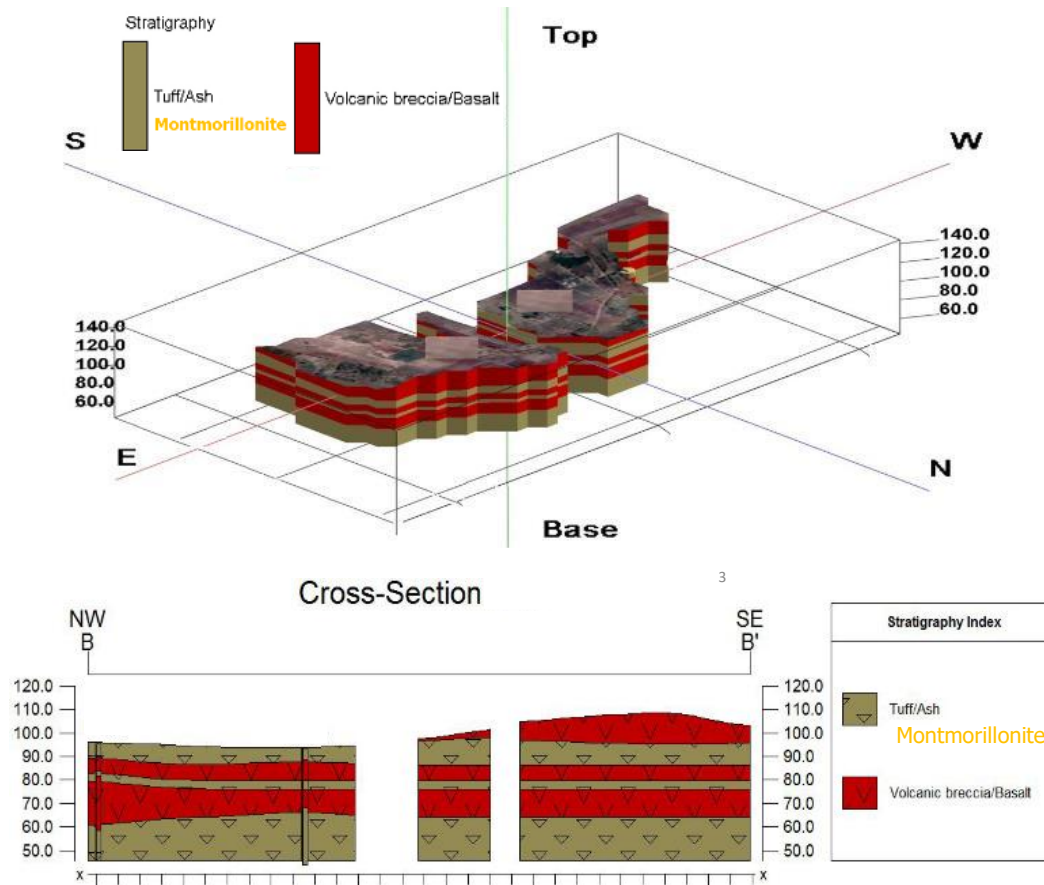 Stratigraphy
Tuff/Ash
Montmorillonite
Volcanic breccia/Basalt
Top
S
W
140.0
120.0
100.0
80.0
60.0
140.0
120.0
100.0
80.0
60.0
E
N
Base
3
Cross-Section
NW
B
SE
B'
120.0
110.0
100.0
90.0
80.0
70.0
60.0
50.0
x
120.0
110.0
100.0
90.0
80.0
70.0
60.0
50.0
x
Stratigraphy Index
Tuff/Ash
Montmorillonite
Volcanic breccia/Basalt